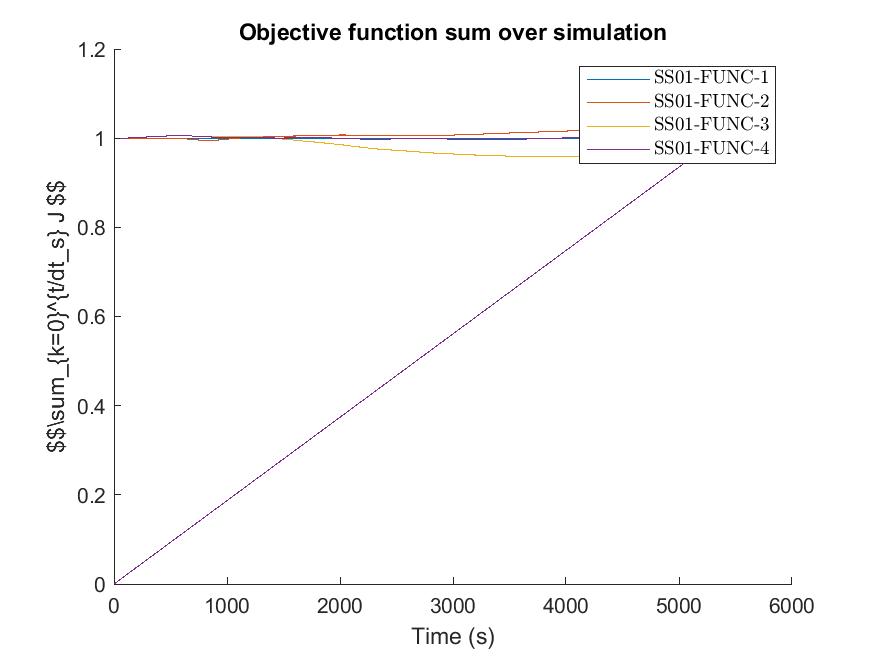 Objective function sum over simulation
1.2
1
0.8
0.6
0.4
0.2
0
$$\sum_{k=0}^{t/dt_s} J $$
SS01-FUNC-1
SS01-FUNC-2
SS01-FUNC-3
SS01-FUNC-4
0 1000 2000 3000 4000 5000 6000
Time (s)